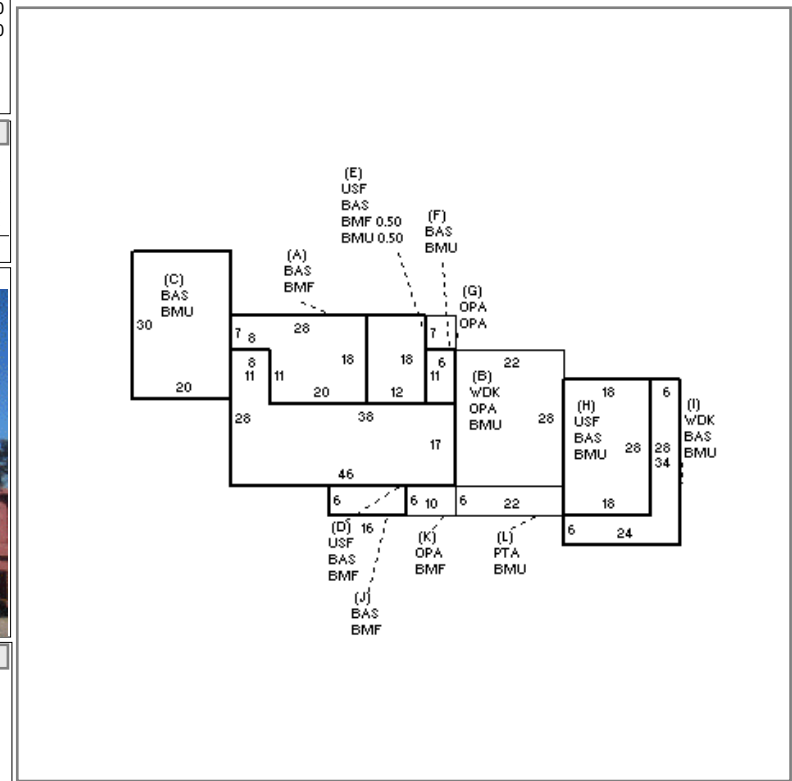 0
0
(E)
USF
BAS
BMF 0.50
BMU 0.50
(F)
BAS
BMU
(A)
BAS
BMF
(C)
BAS
BMU
(G)
OPA
OPA
30
20
7 8
28
7
8
11
11
18
18
6
11
20
12
28
38
17
46
22
(B)
WDK
OPA
BMU
28
18
6
(H)
USF
BAS
BMU
28
28
34
(I)
WDK
BAS
BMU
18
6
24
6
16
6 10
6
22
(D)
USF
BAS
BMF
(K)
OPA
BMF
(L)
PTA
BMU
(J)
BAS
BMF